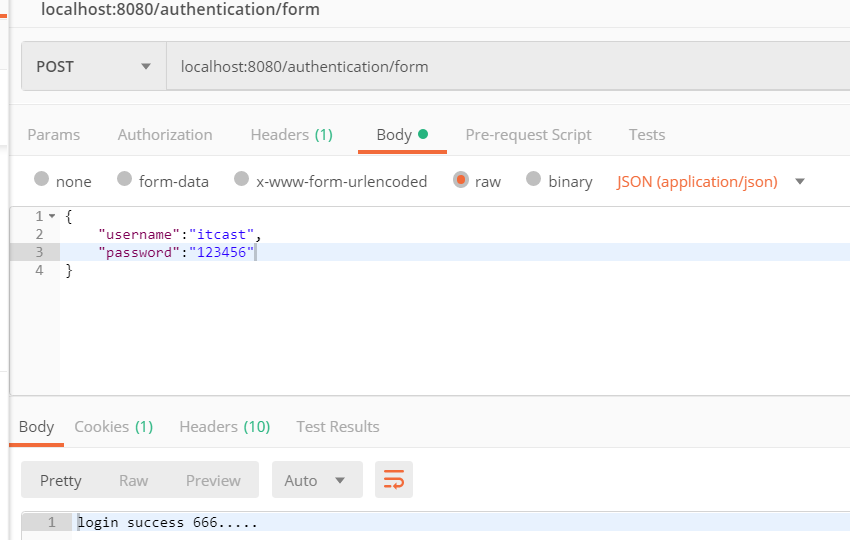 localhost:8080/authentication/form
POST localhost:8080/authentication/form
Params Authorization Headers (1) Body Pre-request Script Tests
none form-data x-www-form-urlencoded raw binary JSON (application/json)
1 {
2 "username":"itcast",
3 "password":"123456"
4 }
Body Cookies (1) Headers (10) Test Results
Pretty Raw Preview Auto
1 login success 666.....